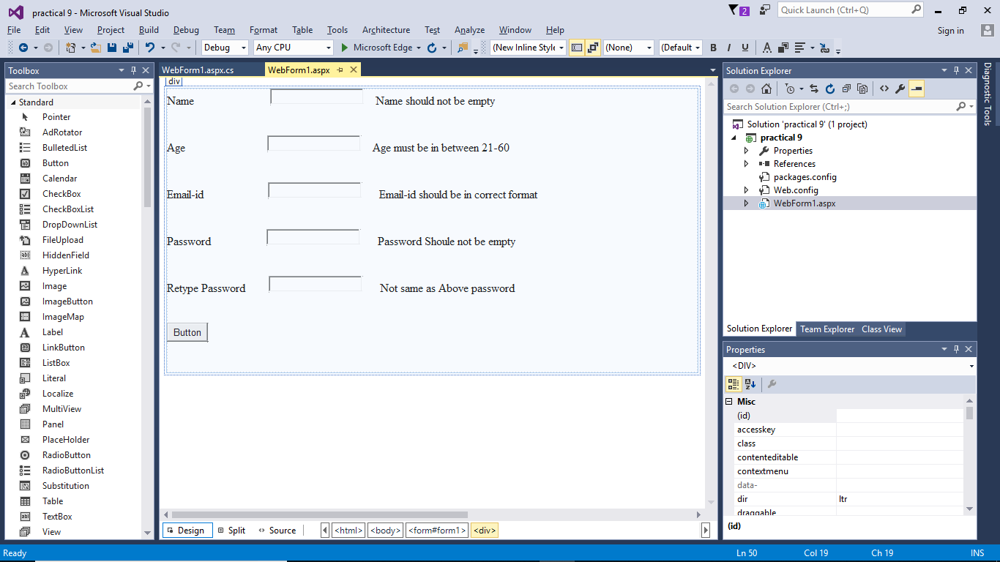 practical 9 - Microsoft Visual Studio
2
Quick Launch (Ctrl+Q)
File Edit View Project Build Debug Team Format Table Tools Architecture Test Analyze Window Help
Sign in
Debug Any CPU Microsoft Edge (New Inline Style (None) (Default B I U A
Toolbox
Search Toolbox
Standard
Pointer
AdRotator
BulletedList
Button
Calendar
CheckBox
CheckBoxList
DropDownList
FileUpload
HiddenField
HyperLink
Image
ImageButton
ImageMap
Label
LinkButton
ListBox
Literal
Localize
MultiView
Panel
PlaceHolder
RadioButton
RadioButtonList
Substitution
Table
TextBox
View
WebForm1.aspx.cs WebForm1.aspx
div
Name Name should not be empty
Age Age must be in between 21-60
Email-id Email-id should be in correct format
Password Password Shoule not be empty
Retype Password Not same as Above password
Button
Design Split Source <html> <body> <form#form1> <div>
Solution Explorer
Search Solution Explorer (Ctrl+;)
Solution 'practical 9' (1 project)
practical 9
Properties
References
packages.config
Web.config
WebForm1.aspx
Solution Explorer Team Explorer Class View
Properties
<DIV>
Misc
(id)
accesskey
class
contenteditable
contextmenu
data-
dir ltr
draggable
(id)
Diagnostic Tools
Ready Ln 50 Col 19 Ch 19 INS